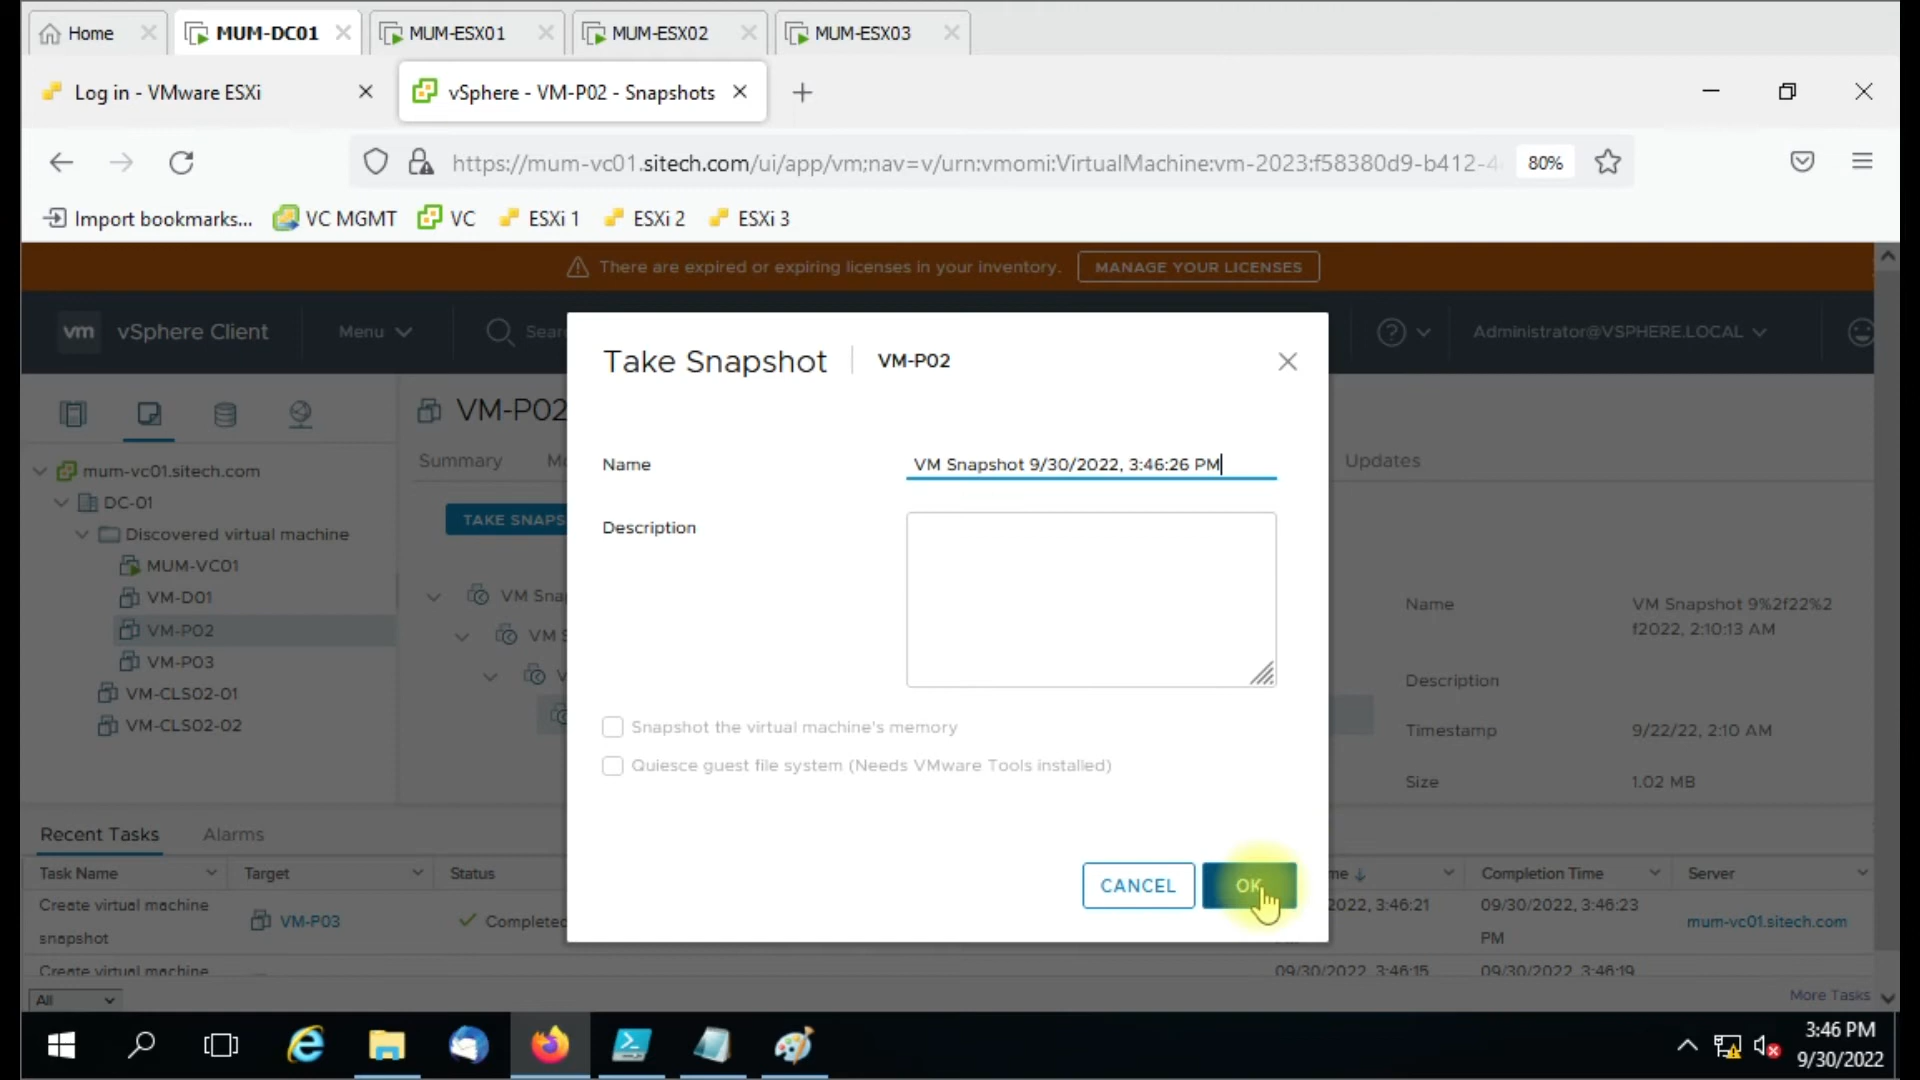 Home
MUM-DC01
MUM-ESX01
MUM-ESX02
MUM-ESX03
Log in - VMware ESXi
vSphere - VM-P02 - Snapshots
https://mum-vc01.sitech.com/ui/app/vm;nav=v/urn:vmomi:VirtualMachine:vm-2023:f58380d9-b412-4
80%
Import bookmarks...
VC MGMT
VC
ESXi 1
ESXi 2
ESXi 3
There are expired or expiring licenses in your inventory.
MANAGE YOUR LICENSES
vm
vSphere Client
Menu
Sear
Administrator@VSPHERE.LOCAL
Take Snapshot
VM-P02
VM-P02
Summary
Mo
Updates
TAKE SNAPS
mum-vc01.sitech.com
DC-01
Discovered virtual machine
MUM-VC01
VM-D01
VM-P02
VM-P03
VM-CLS02-01
VM-CLS02-02
VM Snap
VM S
V
Name
VM Snapshot 9/30/2022, 3:46:26 PM
Description
Snapshot the virtual machine's memory
Quiesce guest file system (Needs VMware Tools installed)
CANCEL
OK
Name
VM Snapshot 9%2f22%2
f2022, 2:10:13 AM
Description
Timestamp
9/22/22, 2:10 AM
Size
1.02 MB
Recent Tasks
Alarms
Task Name
Target
Status
me
Completion Time
Server
Create virtual machine
snapshot
VM-P03
Completed
2022, 3:46:21
09/30/2022, 3:46:23
PM
mum-vc01.sitech.com
Create virtual machine
09/30/2022, 3:46:15
09/30/2022, 3:46:19
All
More Tasks
3:46 PM
9/30/2022